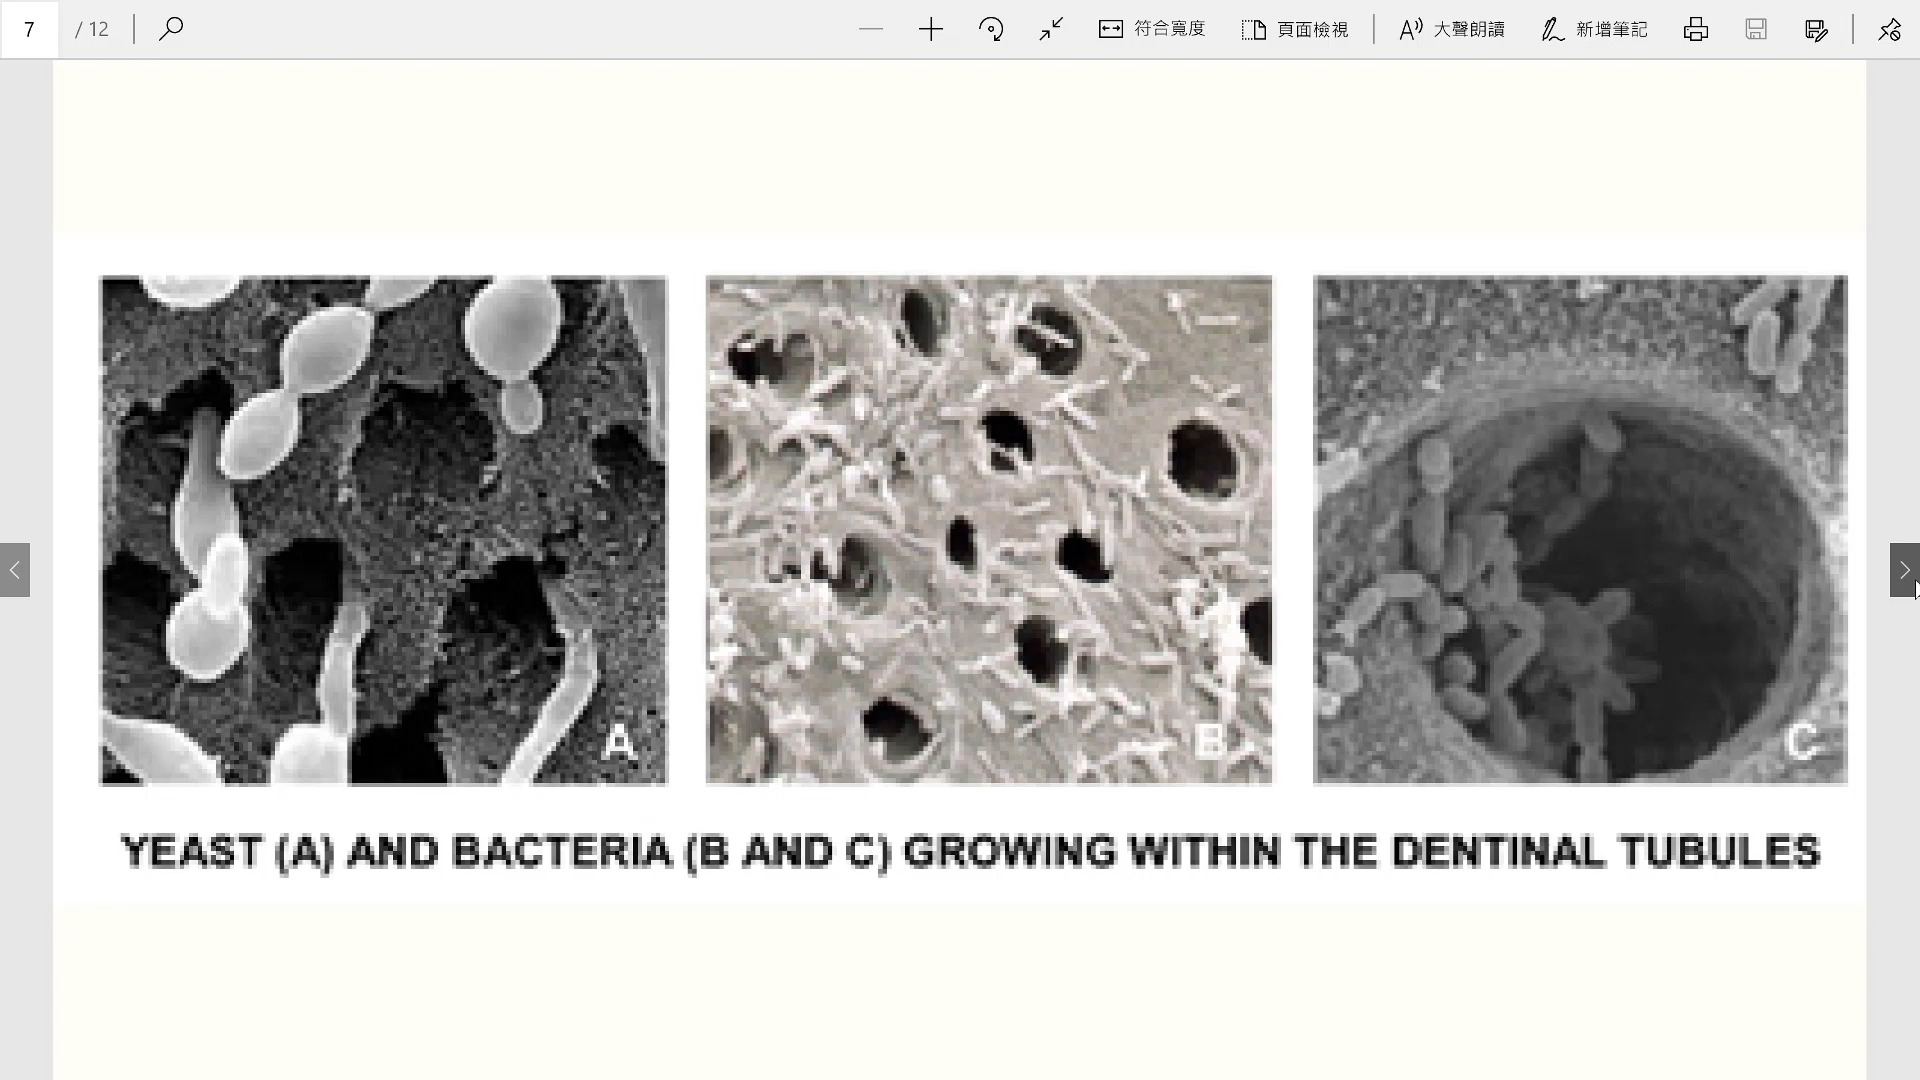 7 / 12 符合寬度 頁面檢視 大聲朗讀 新增筆記
A B C
YEAST (A) AND BACTERIA (B AND C) GROWING WITHIN THE DENTINAL TUBULES